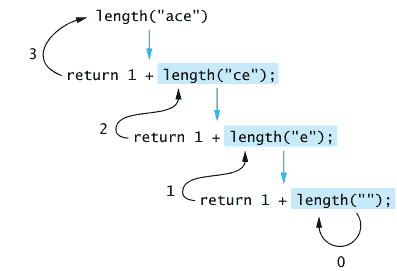 length("ace")
3
return 1 + length("ce");
2
return 1 + length("e");
1
return 1 + length("");
0